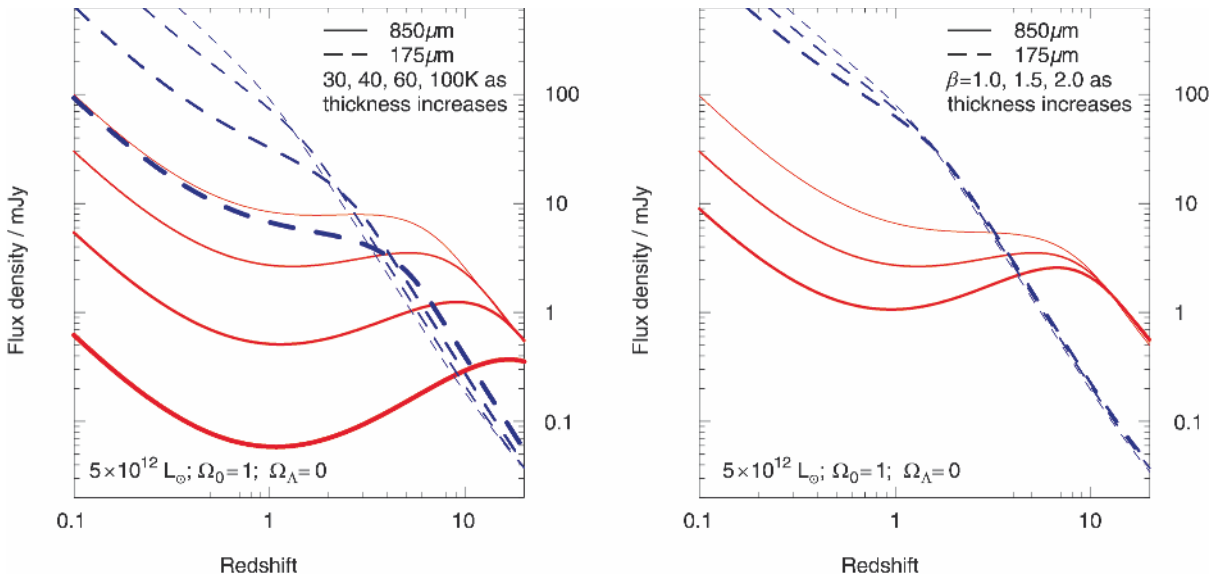 850μm
175μm
30, 40, 60, 100K as
thickness increases
100
10
1
0.1
Flux density / mJy
5×10¹² L☉; Ω₀=1; Ω_Λ=0
0.1 1 10
Redshift
850μm
175μm
β=1.0, 1.5, 2.0 as
thickness increases
100
10
1
0.1
Flux density / mJy
5×10¹² L☉; Ω₀=1; Ω_Λ=0
0.1 1 10
Redshift